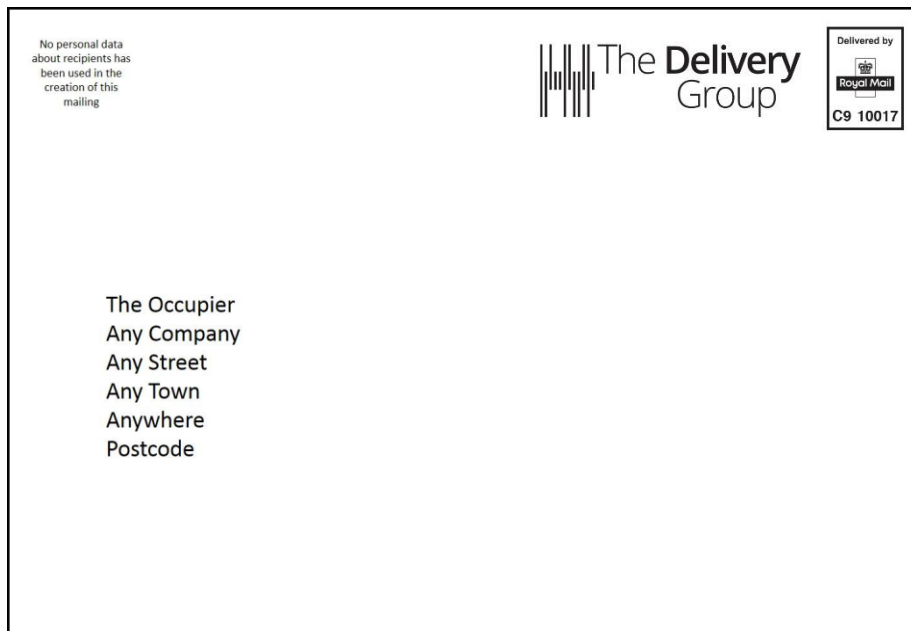 No personal data
about recipients has
been used in the
creation of this
mailing
The Delivery
Group
Delivered by
Royal Mail
C9 10017
The Occupier
Any Company
Any Street
Any Town
Anywhere
Postcode